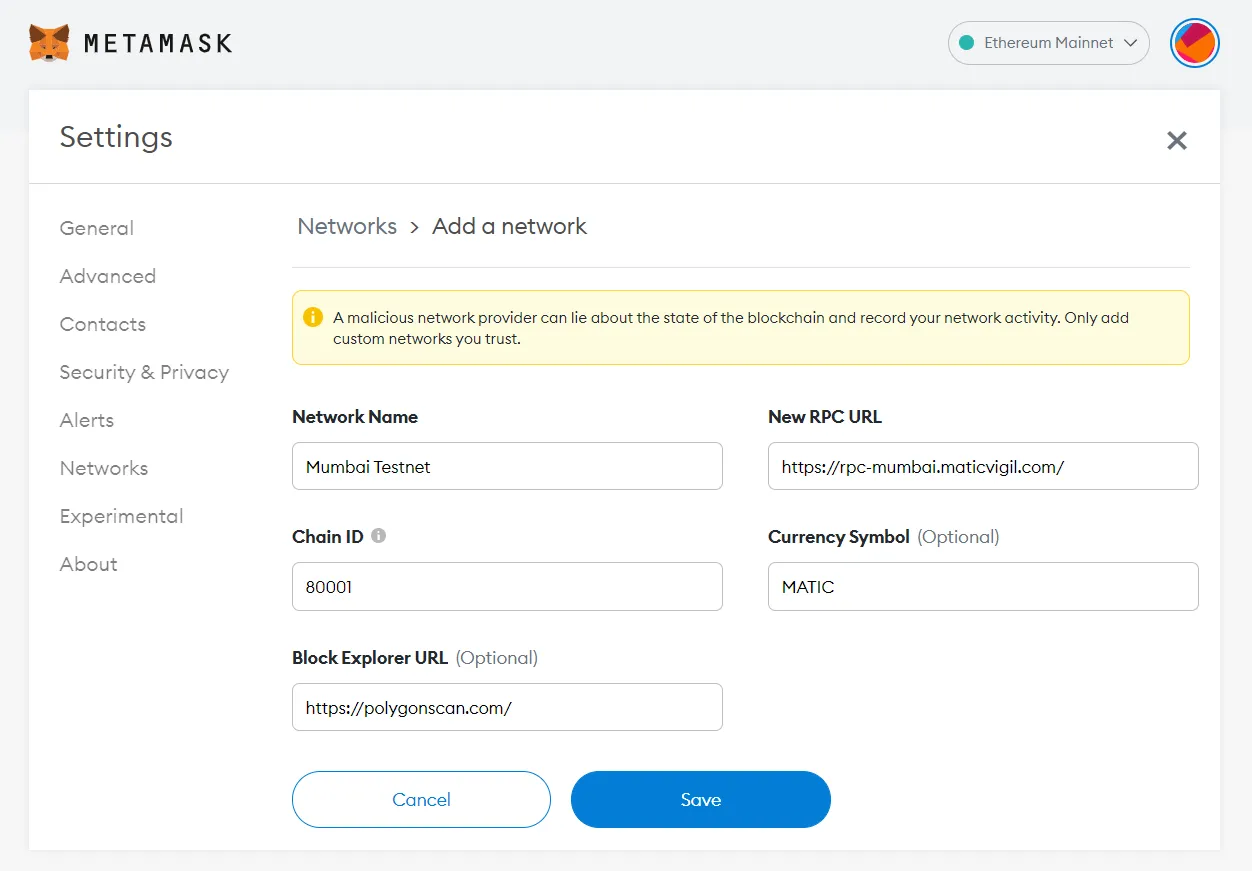 METAMASK
Ethereum Mainnet
Settings
General
Advanced
Contacts
Security & Privacy
Alerts
Networks
Experimental
About
Networks > Add a network
A malicious network provider can lie about the state of the blockchain and record your network activity. Only add
custom networks you trust.
Network Name
Mumbai Testnet
New RPC URL
https://rpc-mumbai.maticvigil.com/
Chain ID
80001
Currency Symbol (Optional)
MATIC
Block Explorer URL (Optional)
https://polygonscan.com/
Cancel
Save